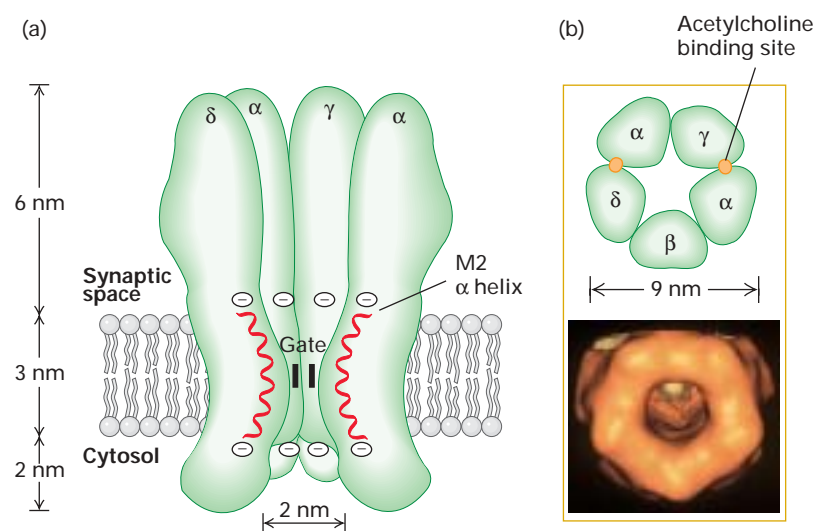 (a)
(b)
Acetylcholine
binding site
δ
α
γ
α
α
γ
δ
α
β
6 nm
Synaptic
space
M2
α helix
9 nm
Gate
3 nm
Cytosol
2 nm
2 nm
− − − −
− − − −